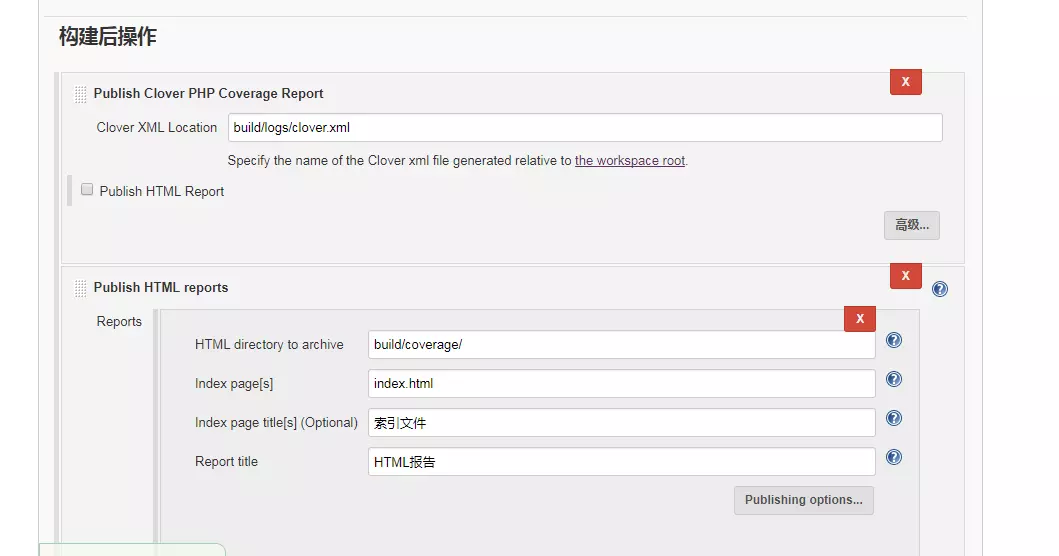 构建后操作
X
Publish Clover PHP Coverage Report
Clover XML Location build/logs/clover.xml
Specify the name of the Clover xml file generated relative to the workspace root.
Publish HTML Report
高级...
X
Publish HTML reports
Reports
X
HTML directory to archive build/coverage/
Index page[s] index.html
Index page title[s] (Optional) 索引文件
Report title HTML报告
Publishing options...